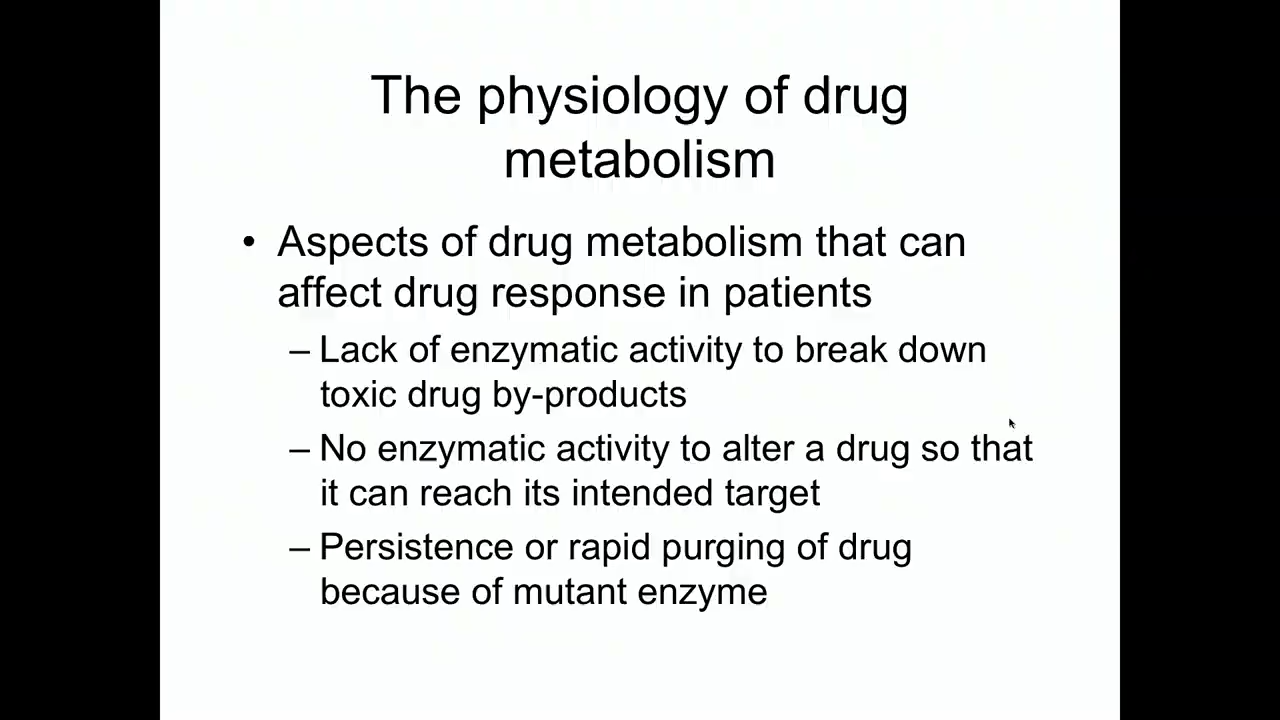 The physiology of drug
metabolism
• Aspects of drug metabolism that can
affect drug response in patients
– Lack of enzymatic activity to break down
toxic drug by-products
– No enzymatic activity to alter a drug so that
it can reach its intended target
– Persistence or rapid purging of drug
because of mutant enzyme